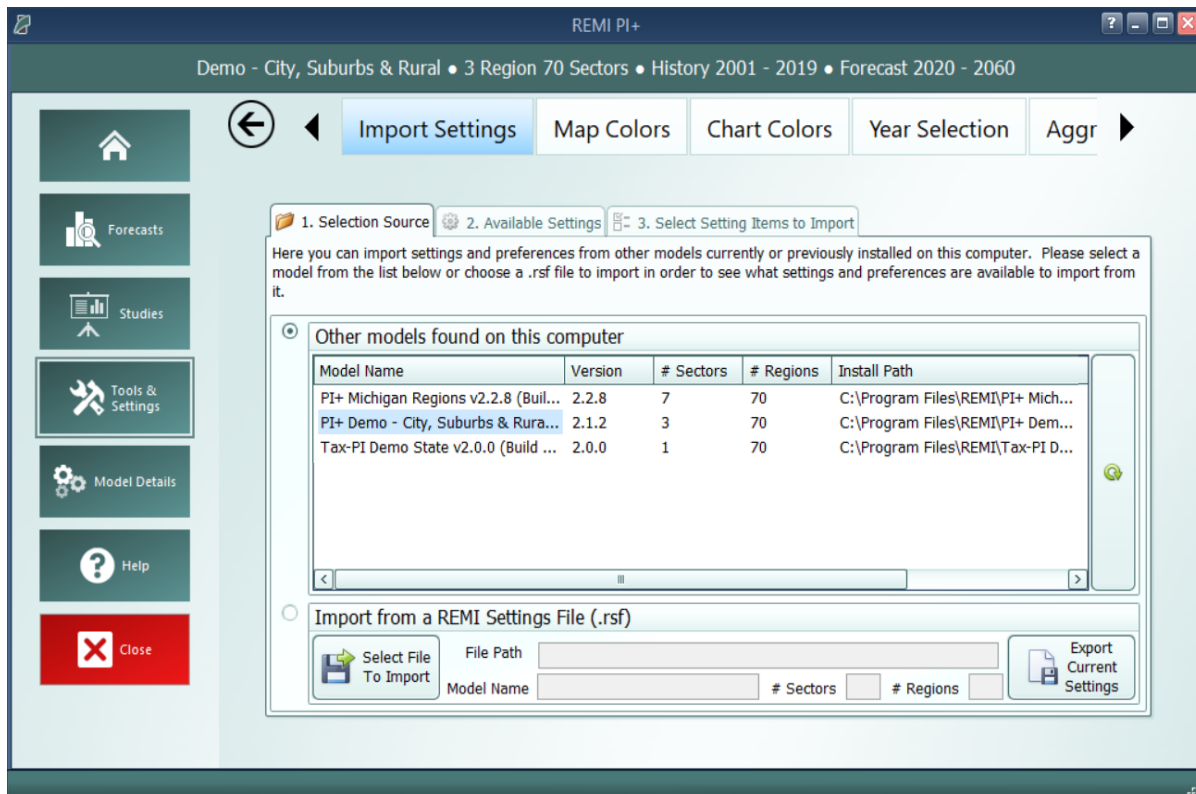 REMI PI+
Demo - City, Suburbs & Rural ● 3 Region 70 Sectors ● History 2001 - 2019 ● Forecast 2020 - 2060
Import Settings Map Colors Chart Colors Year Selection Aggr
Forecasts
Studies
Tools &
Settings
Model Details
Help
Close
1. Selection Source 2. Available Settings 3. Select Setting Items to Import
Here you can import settings and preferences from other models currently or previously installed on this computer. Please select a
model from the list below or choose a .rsf file to import in order to see what settings and preferences are available to import from
it.
Other models found on this computer
Model Name Version # Sectors # Regions Install Path
PI+ Michigan Regions v2.2.8 (Buil... 2.2.8 7 70 C:\Program Files\REMI\PI+ Mich...
PI+ Demo - City, Suburbs & Rura... 2.1.2 3 70 C:\Program Files\REMI\PI+ Dem...
Tax-PI Demo State v2.0.0 (Build ... 2.0.0 1 70 C:\Program Files\REMI\Tax-PI D...
Import from a REMI Settings File (.rsf)
Select File
To Import
File Path
Model Name # Sectors # Regions
Export
Current
Settings